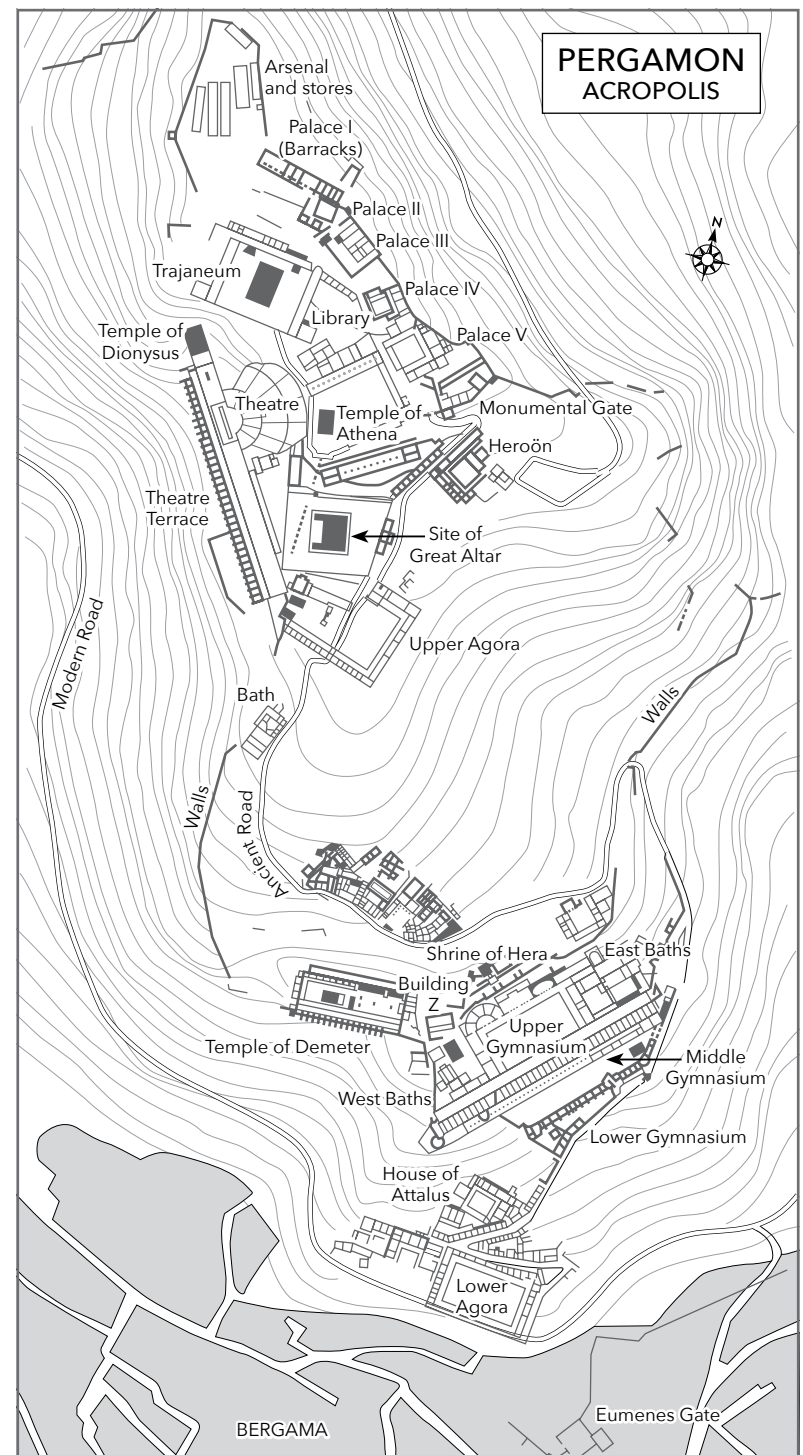 PERGAMON
ACROPOLIS
Arsenal
and stores
Palace I
(Barracks)
Palace II
N
Palace III
Trajaneum
Palace IV
Library
Temple of
Dionysus
Palace V
Theatre
Temple of
Athena
Monumental Gate
Heroön
Theatre
Terrace
Site of
Great Altar
Modern Road
Upper Agora
Bath
Walls
Walls
Ancient Road
Shrine of Hera
East Baths
Building
Z
Upper
Gymnasium
Temple of Demeter
Middle
Gymnasium
West Baths
Lower Gymnasium
House of
Attalus
Lower
Agora
Eumenes Gate
BERGAMA